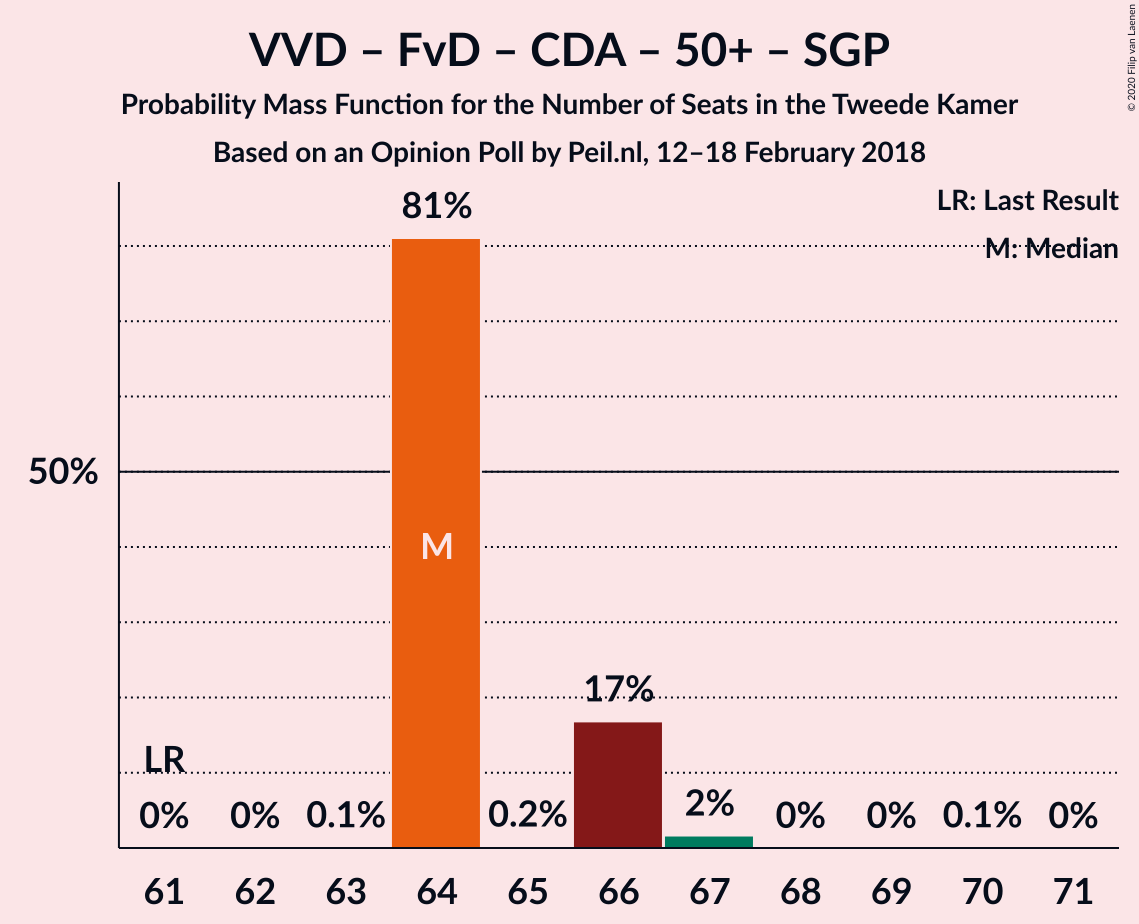 VVD – FvD – CDA – 50+ – SGP
Probability Mass Function for the Number of Seats in the Tweede Kamer
Based on an Opinion Poll by Peil.nl, 12–18 February 2018
© 2020 Filip van Laenen
LR: Last Result
M: Median
81%
50%
M
17%
LR
0% 0% 0.1% 0.2% 2% 0% 0% 0.1% 0%
61 62 63 64 65 66 67 68 69 70 71